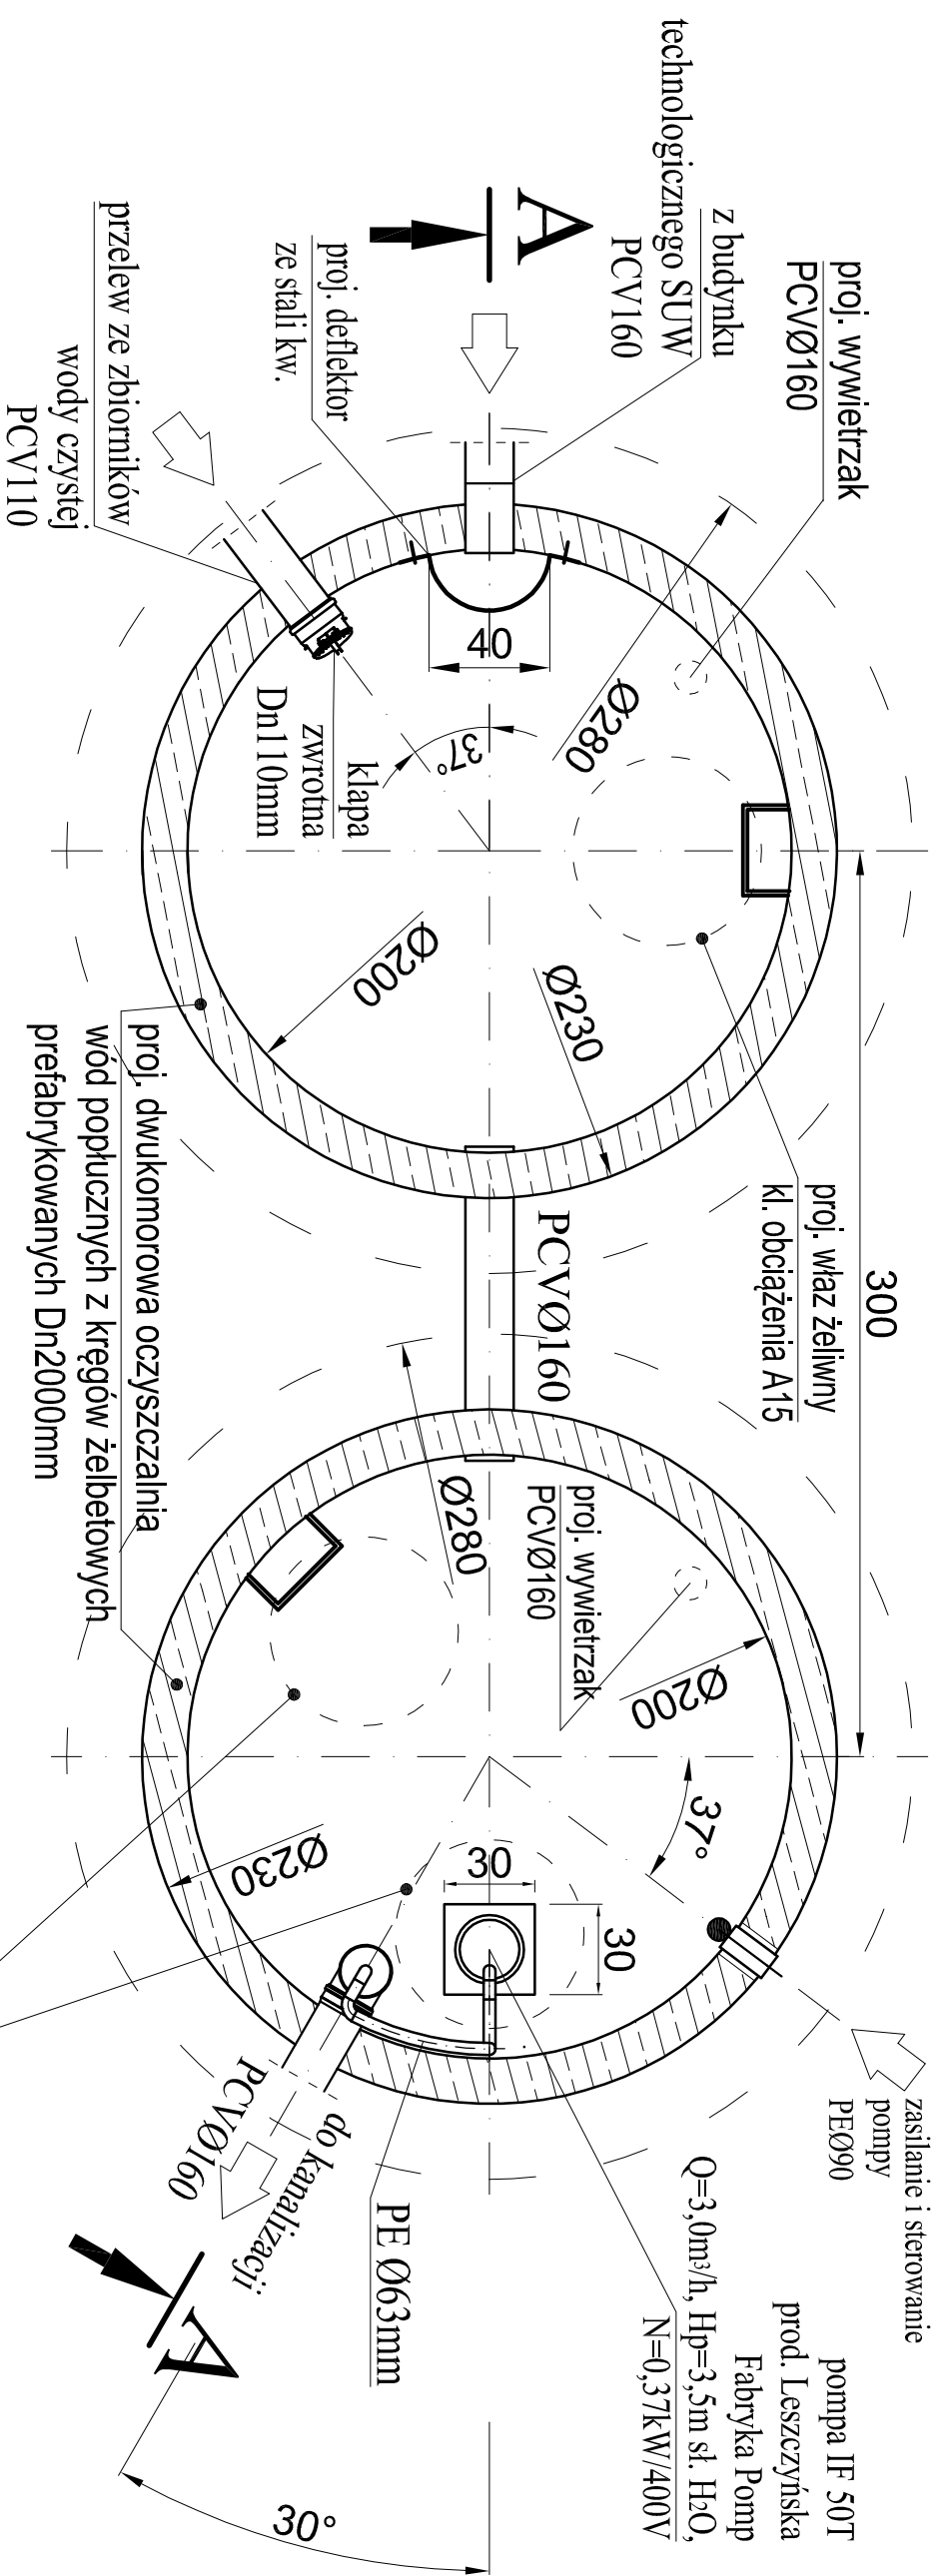 z budynku
technologicznego SUW
PCV160
proj. wywietrzak
PCVØ160
A
proj. deflektor
ze stali kw.
przelew ze zbiorników
wody czystej
PCV110
40
37°
klapa
zwrotna
Dn110mm
Ø280
Ø200
Ø230
300
proj. właz żeliwny
kl. obciążenia A15
PCVØ160
proj. dwukomorowa oczyszczalnia
wód popłucznych z kręgów żelbetowych
prefabrykowanych Dn2000mm
Ø280
proj. wywietrzak
PCVØ160
Ø200
37°
Ø230
30
30
zasilanie i sterowanie
pompy
PEØ90
pompa IF 50T
prod. Leszczyńska
Fabryka Pomp
Q=3,0m³/h, Hp=3,5m sł. H2O,
N=0,37kW/400V
PE Ø63mm
do kanalizacji
PCVØ160
A
30°